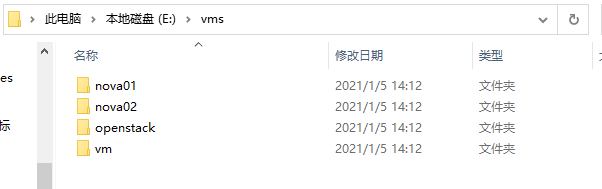 此电脑 > 本地磁盘 (E:) > vms
名称 修改日期 类型
es
nova01 2021/1/5 14:12 文件夹
nova02 2021/1/5 14:12 文件夹
标 openstack 2021/1/5 14:12 文件夹
vm 2021/1/5 14:12 文件夹